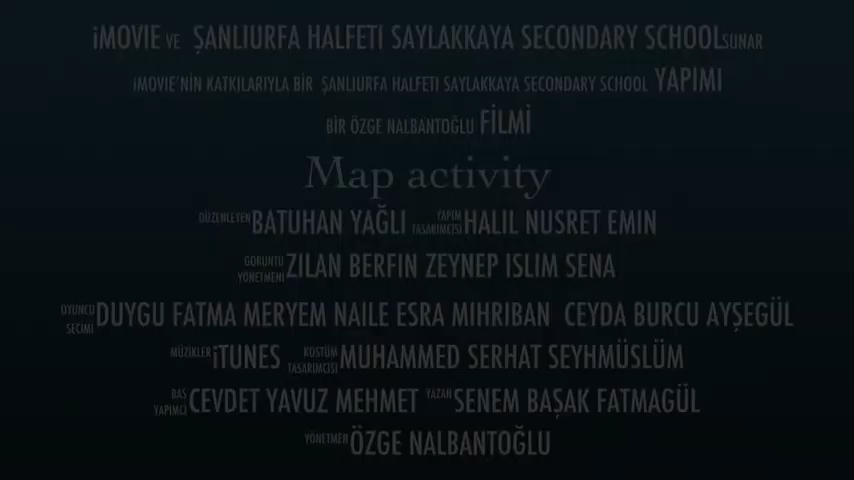 iMOVIE VE ŞANLIURFA HALFETI SAYLAKKAYA SECONDARY SCHOOL SUNAR
iMOVIE'NİN KATKILARIYLA BİR ŞANLIURFA HALFETI SAYLAKKAYA SECONDARY SCHOOL YAPIMI
BİR ÖZGE NALBANTOĞLU FİLMİ
Map activity
DÜZENLEYEN BATUHAN YAĞLI YAPIM TASARIMCISI HALIL NUSRET EMIN
GÖRÜNTÜ YÖNETMENİ ZILAN BERFIN ZEYNEP ISLIM SENA
OYUNCU SEÇİMİ DUYGU FATMA MERYEM NAILE ESRA MIHRIBAN CEYDA BURCU AYŞEGÜL
MÜZİKLER iTUNES KOSTÜM TASARIMCISI MUHAMMED SERHAT SEYHMÜSLÜM
BAŞ YAPIMCI CEVDET YAVUZ MEHMET YAZAN SENEM BAŞAK FATMAGÜL
YÖNETMEN ÖZGE NALBANTOĞLU